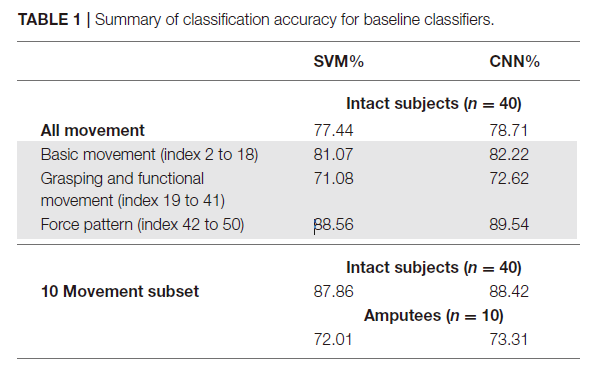 TABLE 1 | Summary of classification accuracy for baseline classifiers.
SVM% CNN%
Intact subjects (n = 40)
All movement 77.44 78.71
Basic movement (index 2 to 18) 81.07 82.22
Grasping and functional 71.08 72.62
movement (index 19 to 41)
Force pattern (index 42 to 50) 88.56 89.54
Intact subjects (n = 40)
10 Movement subset 87.86 88.42
Amputees (n = 10)
72.01 73.31